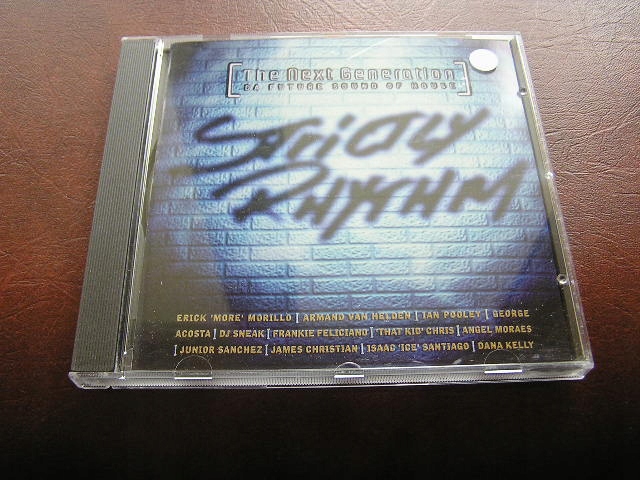 [The Next Generation]
DA FUTURE SOUND OF HOUSE
STRICTLY
RHYTHM
ERICK 'MORE' MORILLO | ARMAND VAN HELDEN | IAN POOLEY | GEORGE
ACOSTA | DJ SNEAK | FRANKIE FELICIANO | 'THAT KID' CHRIS | ANGEL MORAES
| JUNIOR SANCHEZ | JAMES CHRISTIAN | ISAAC 'ICE' SANTIAGO | DANA KELLY